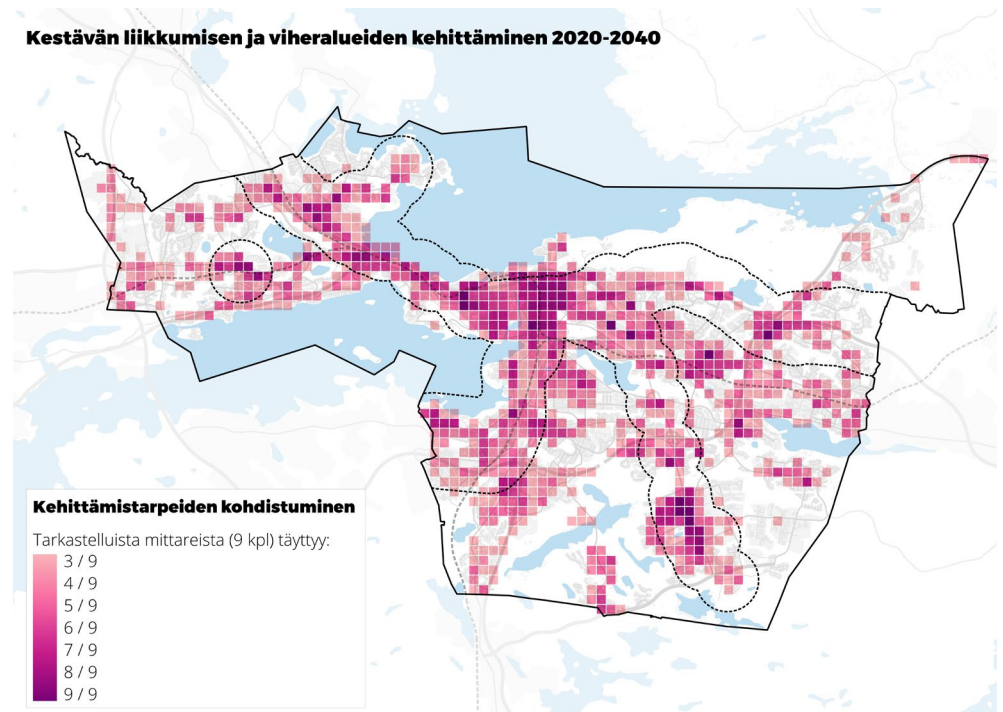 Kestävän liikkumisen ja viheralueiden kehittäminen 2020-2040
Kehittämistarpeiden kohdistuminen
Tarkastelluista mittareista (9 kpl) täyttyy:
3 / 9
4 / 9
5 / 9
6 / 9
7 / 9
8 / 9
9 / 9